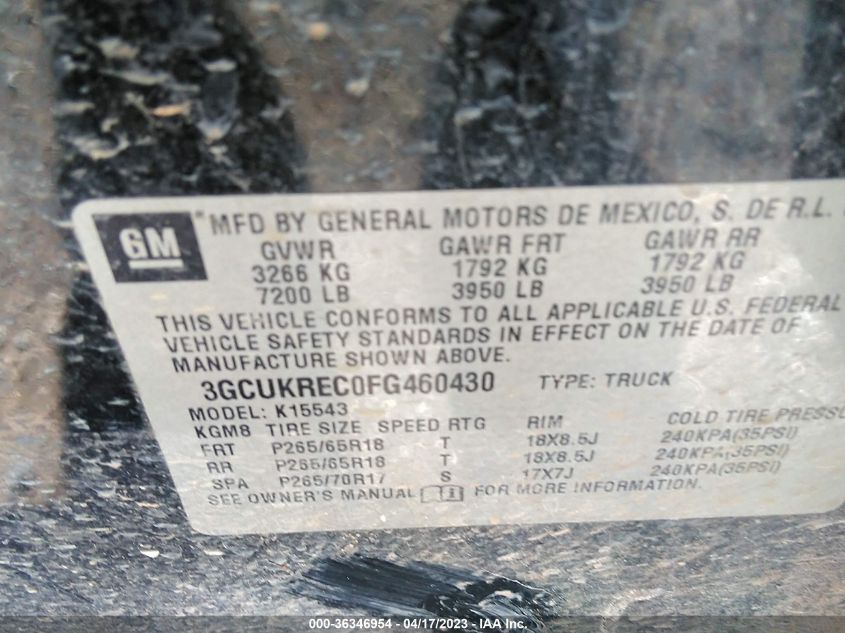 GM
MFD BY GENERAL MOTORS DE MEXICO, S. DE R.L.
GVWR GAWR FRT GAWR RR
3266 KG 1792 KG 1792 KG
7200 LB 3950 LB 3950 LB
THIS VEHICLE CONFORMS TO ALL APPLICABLE U.S. FEDERAL
VEHICLE SAFETY STANDARDS IN EFFECT ON THE DATE OF
MANUFACTURE SHOWN ABOVE.
3GCUKREC0FG460430 TYPE: TRUCK
MODEL: K15543
KGM8 TIRE SIZE SPEED RTG RIM COLD TIRE PRESSU
FRT P265/65R18 T 18X8.5J 240KPA(35PSI)
RR P265/65R18 T 18X8.5J 240KPA(35PSI)
SPA P265/70R17 S 17X7J 240KPA(35PSI)
SEE OWNER'S MANUAL FOR MORE INFORMATION.
000-36346954 - 04/17/2023 - IAA Inc.